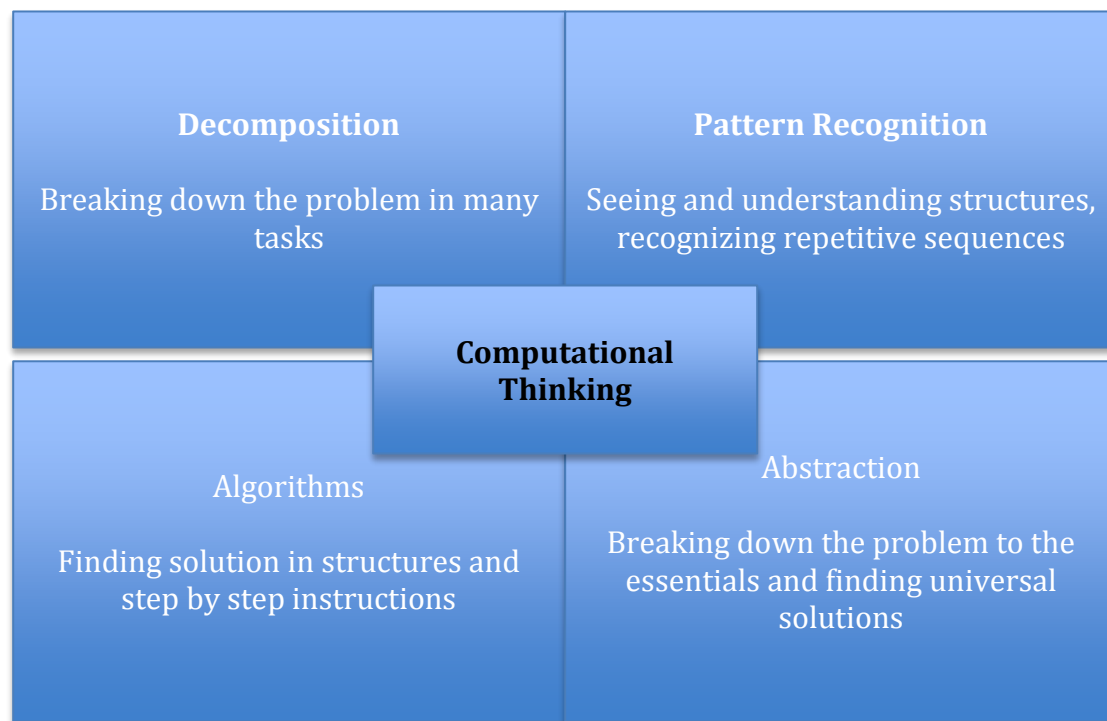 Decomposition
Breaking down the problem in many
tasks
Pattern Recognition
Seeing and understanding structures,
recognizing repetitive sequences
Computational
Thinking
Algorithms
Finding solution in structures and
step by step instructions
Abstraction
Breaking down the problem to the
essentials and finding universal
solutions